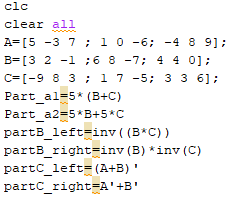 clc
clear all
A=[5 -3 7 ; 1 0 -6; -4 8 9];
B=[3 2 -1 ;6 8 -7; 4 4 0];
C=[-9 8 3 ; 1 7 -5; 3 3 6];
Part_a1=5*(B+C)
Part_a2=5*B+5*C
partB_left=inv((B*C))
partB_right=inv(B)*inv(C)
partC_left=(A+B)'
partC_right=A'+B'